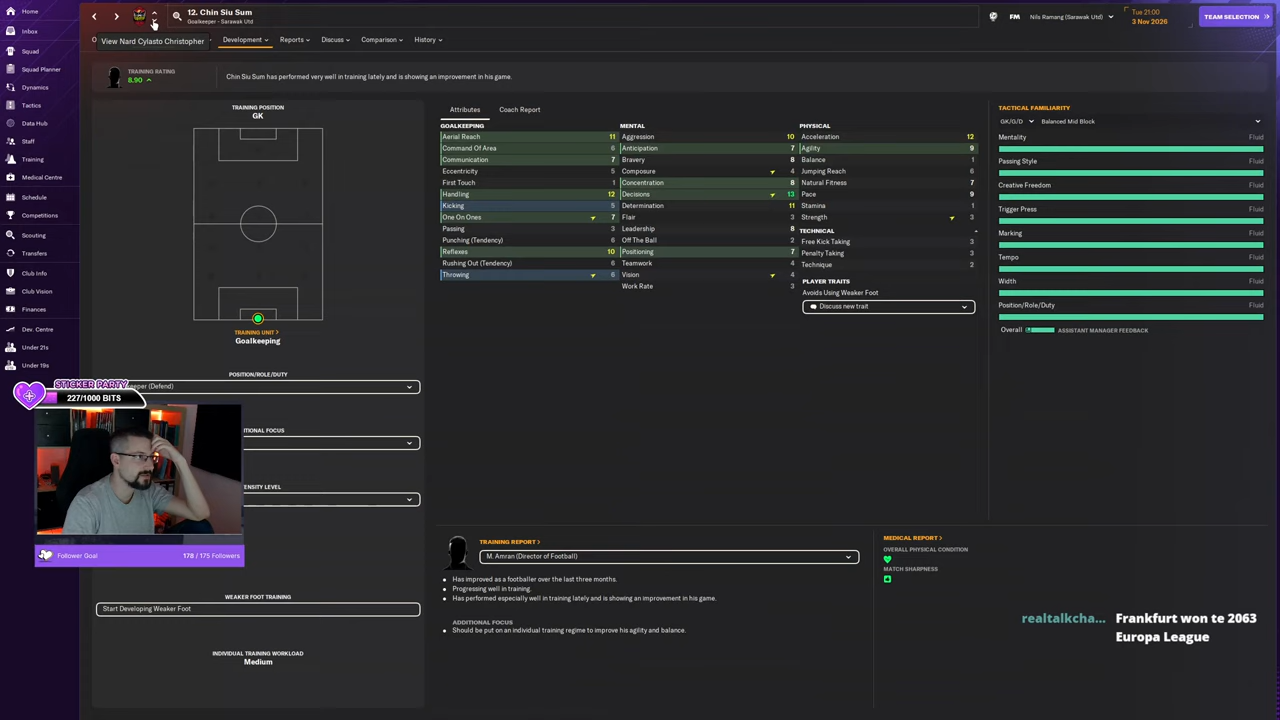 Home
Inbox
Squad
Squad Planner
Dynamics
Tactics
Data Hub
Staff
Training
Medical Centre
Schedule
Competitions
Scouting
Transfers
Club Info
Club Vision
Finances
Dev. Centre
Under 21s
Under 19s
12. Chin Siu Sum
Goalkeeper - Sarawak Utd
FM
Nils Ramang (Sarawak Utd)
Tue 21:00
3 Nov 2026
TEAM SELECTION
View Nard Cylasto Christopher
Development
Reports
Discuss
Comparison
History
TRAINING RATING
8.90
Chin Siu Sum has performed very well in training lately and is showing an improvement in his game.
TRAINING POSITION
GK
TRAINING UNIT
Goalkeeping
POSITION/ROLE/DUTY
eeper (Defend)
ITIONAL FOCUS
ENSITY LEVEL
WEAKER FOOT TRAINING
Start Developing Weaker Foot
INDIVIDUAL TRAINING WORKLOAD
Medium
Attributes
Coach Report
GOALKEEPING
Aerial Reach 11
Command Of Area 6
Communication 7
Eccentricity 5
First Touch 1
Handling 12
Kicking 5
One On Ones 7
Passing 3
Punching (Tendency) 6
Reflexes 10
Rushing Out (Tendency) 6
Throwing 6
MENTAL
Aggression 10
Anticipation 7
Bravery 8
Composure 4
Concentration 8
Decisions 13
Determination 11
Flair 3
Leadership 8
Off The Ball 2
Positioning 7
Teamwork 4
Vision 4
Work Rate 3
PHYSICAL
Acceleration 12
Agility 9
Balance 1
Jumping Reach 6
Natural Fitness 7
Pace 9
Stamina 1
Strength 3
TECHNICAL
Free Kick Taking 3
Penalty Taking 3
Technique 2
PLAYER TRAITS
Avoids Using Weaker Foot
Discuss new trait
TACTICAL FAMILIARITY
GK/G/D
Balanced Mid Block
Mentality Fluid
Passing Style Fluid
Creative Freedom Fluid
Trigger Press Fluid
Marking Fluid
Tempo Fluid
Width Fluid
Position/Role/Duty Fluid
Overall
ASSISTANT MANAGER FEEDBACK
TRAINING REPORT
M. Amran (Director of Football)
Has improved as a footballer over the last three months.
Progressing well in training.
Has performed especially well in training lately and is showing an improvement in his game.
ADDITIONAL FOCUS
Should be put on an individual training regime to improve his agility and balance.
MEDICAL REPORT
OVERALL PHYSICAL CONDITION
MATCH SHARPNESS
STICKER PARTY
227/1000 BITS
Follower Goal
178 / 175 Followers
realtalkcha... Frankfurt won te 2063
Europa League